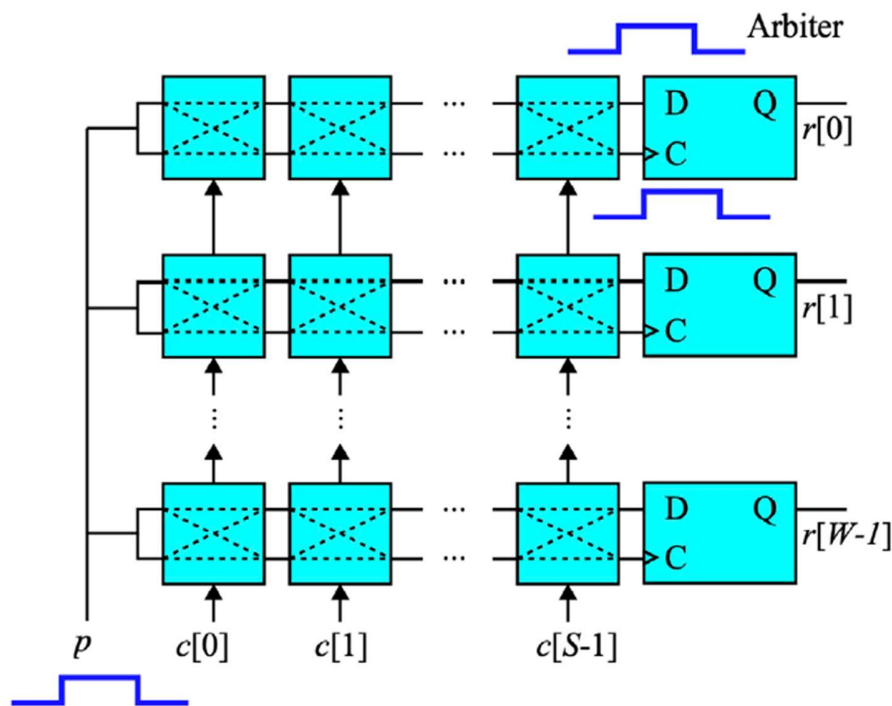 Arbiter
D Q
... r[0]
... C
D Q
... r[1]
... C
... ... ...
D Q
... r[W-1]
... C
p c[0] c[1] c[S-1]